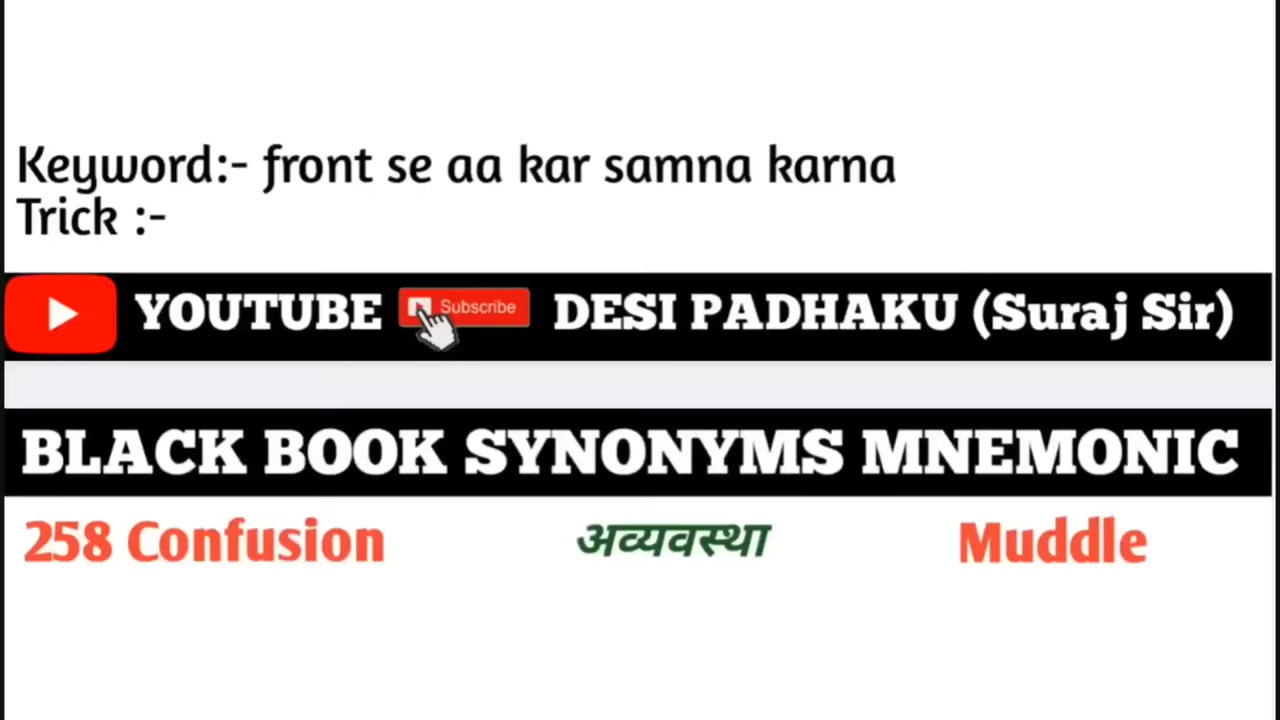 Keyword:- front se aa kar samna karna
Trick :-
YOUTUBE Subscribe DESI PADHAKU (Suraj Sir)
BLACK BOOK SYNONYMS MNEMONIC
258 Confusion अव्यवस्था Muddle